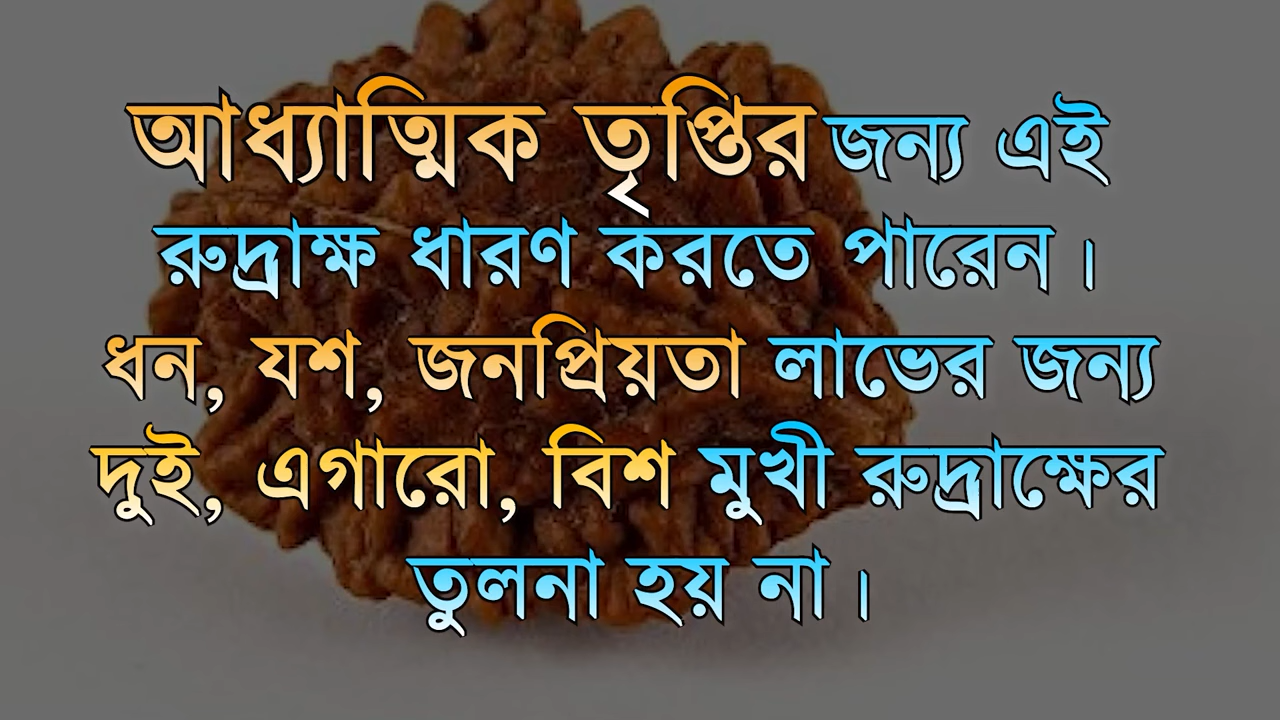 আধ্যাত্মিক তৃপ্তির জন্য এই
রুদ্রাক্ষ ধারণ করতে পারেন।
ধন, যশ, জনপ্রিয়তা লাভের জন্য
দুই, এগারো, বিশ মুখী রুদ্রাক্ষের
তুলনা হয় না।